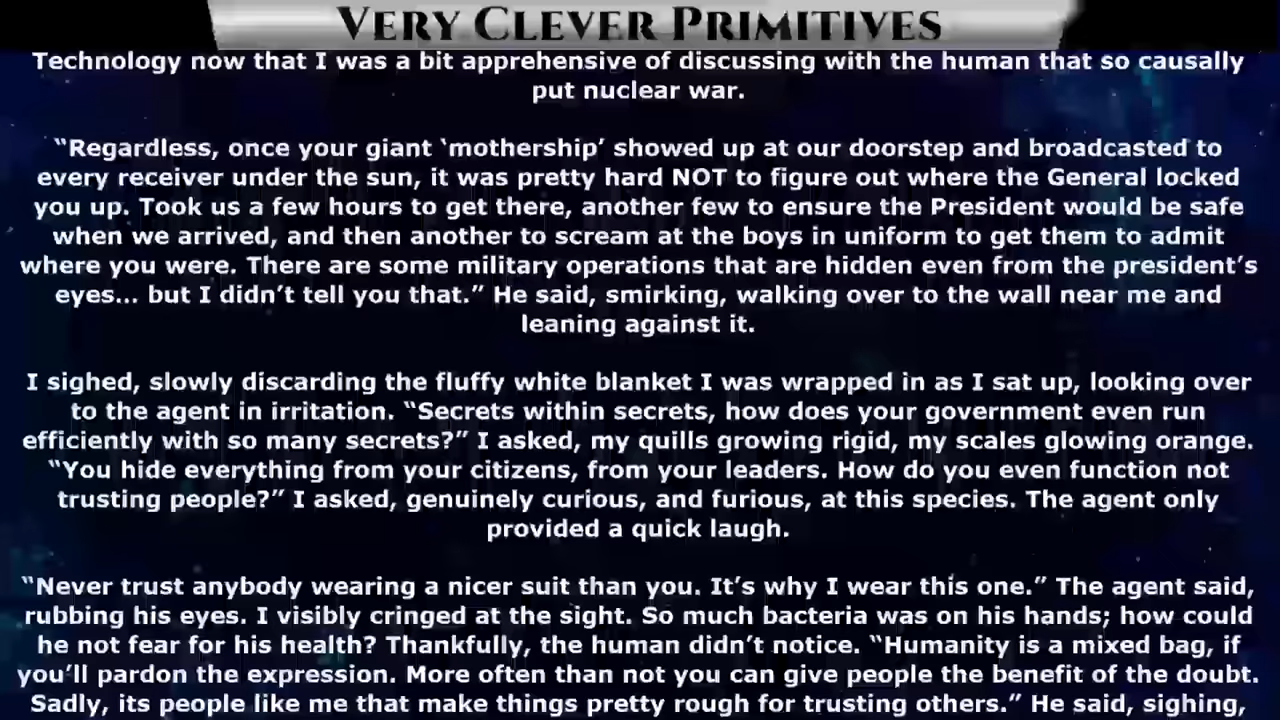 VERY CLEVER PRIMITIVES
Technology now that I was a bit apprehensive of discussing with the human that so causally
put nuclear war.
“Regardless, once your giant ‘mothership’ showed up at our doorstep and broadcasted to
every receiver under the sun, it was pretty hard NOT to figure out where the General locked
you up. Took us a few hours to get there, another few to ensure the President would be safe
when we arrived, and then another to scream at the boys in uniform to get them to admit
where you were. There are some military operations that are hidden even from the president’s
eyes... but I didn’t tell you that.” He said, smirking, walking over to the wall near me and
leaning against it.
I sighed, slowly discarding the fluffy white blanket I was wrapped in as I sat up, looking over
to the agent in irritation. “Secrets within secrets, how does your government even run
efficiently with so many secrets?” I asked, my quills growing rigid, my scales glowing orange.
“You hide everything from your citizens, from your leaders. How do you even function not
trusting people?” I asked, genuinely curious, and furious, at this species. The agent only
provided a quick laugh.
“Never trust anybody wearing a nicer suit than you. It’s why I wear this one.” The agent said,
rubbing his eyes. I visibly cringed at the sight. So much bacteria was on his hands; how could
he not fear for his health? Thankfully, the human didn’t notice. “Humanity is a mixed bag, if
you’ll pardon the expression. More often than not you can give people the benefit of the doubt.
Sadly, its people like me that make things pretty rough for trusting others.” He said, sighing,